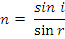 n = sin i / sin r